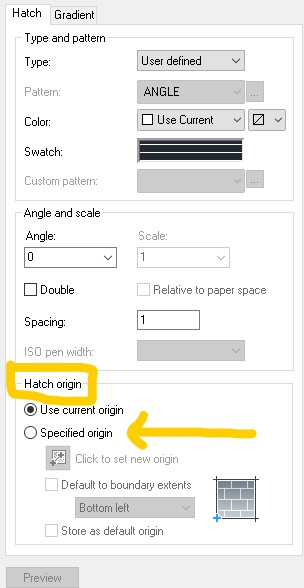 Hatch Gradient
Type and pattern
Type: User defined
Pattern: ANGLE ...
Color: Use Current
Swatch:
Custom pattern: ...
Angle and scale
Angle: Scale:
0 1
Double Relative to paper space
Spacing: 1
ISO pen width:
Hatch origin
Use current origin
Specified origin
Click to set new origin
Default to boundary extents
Bottom left
Store as default origin
Preview